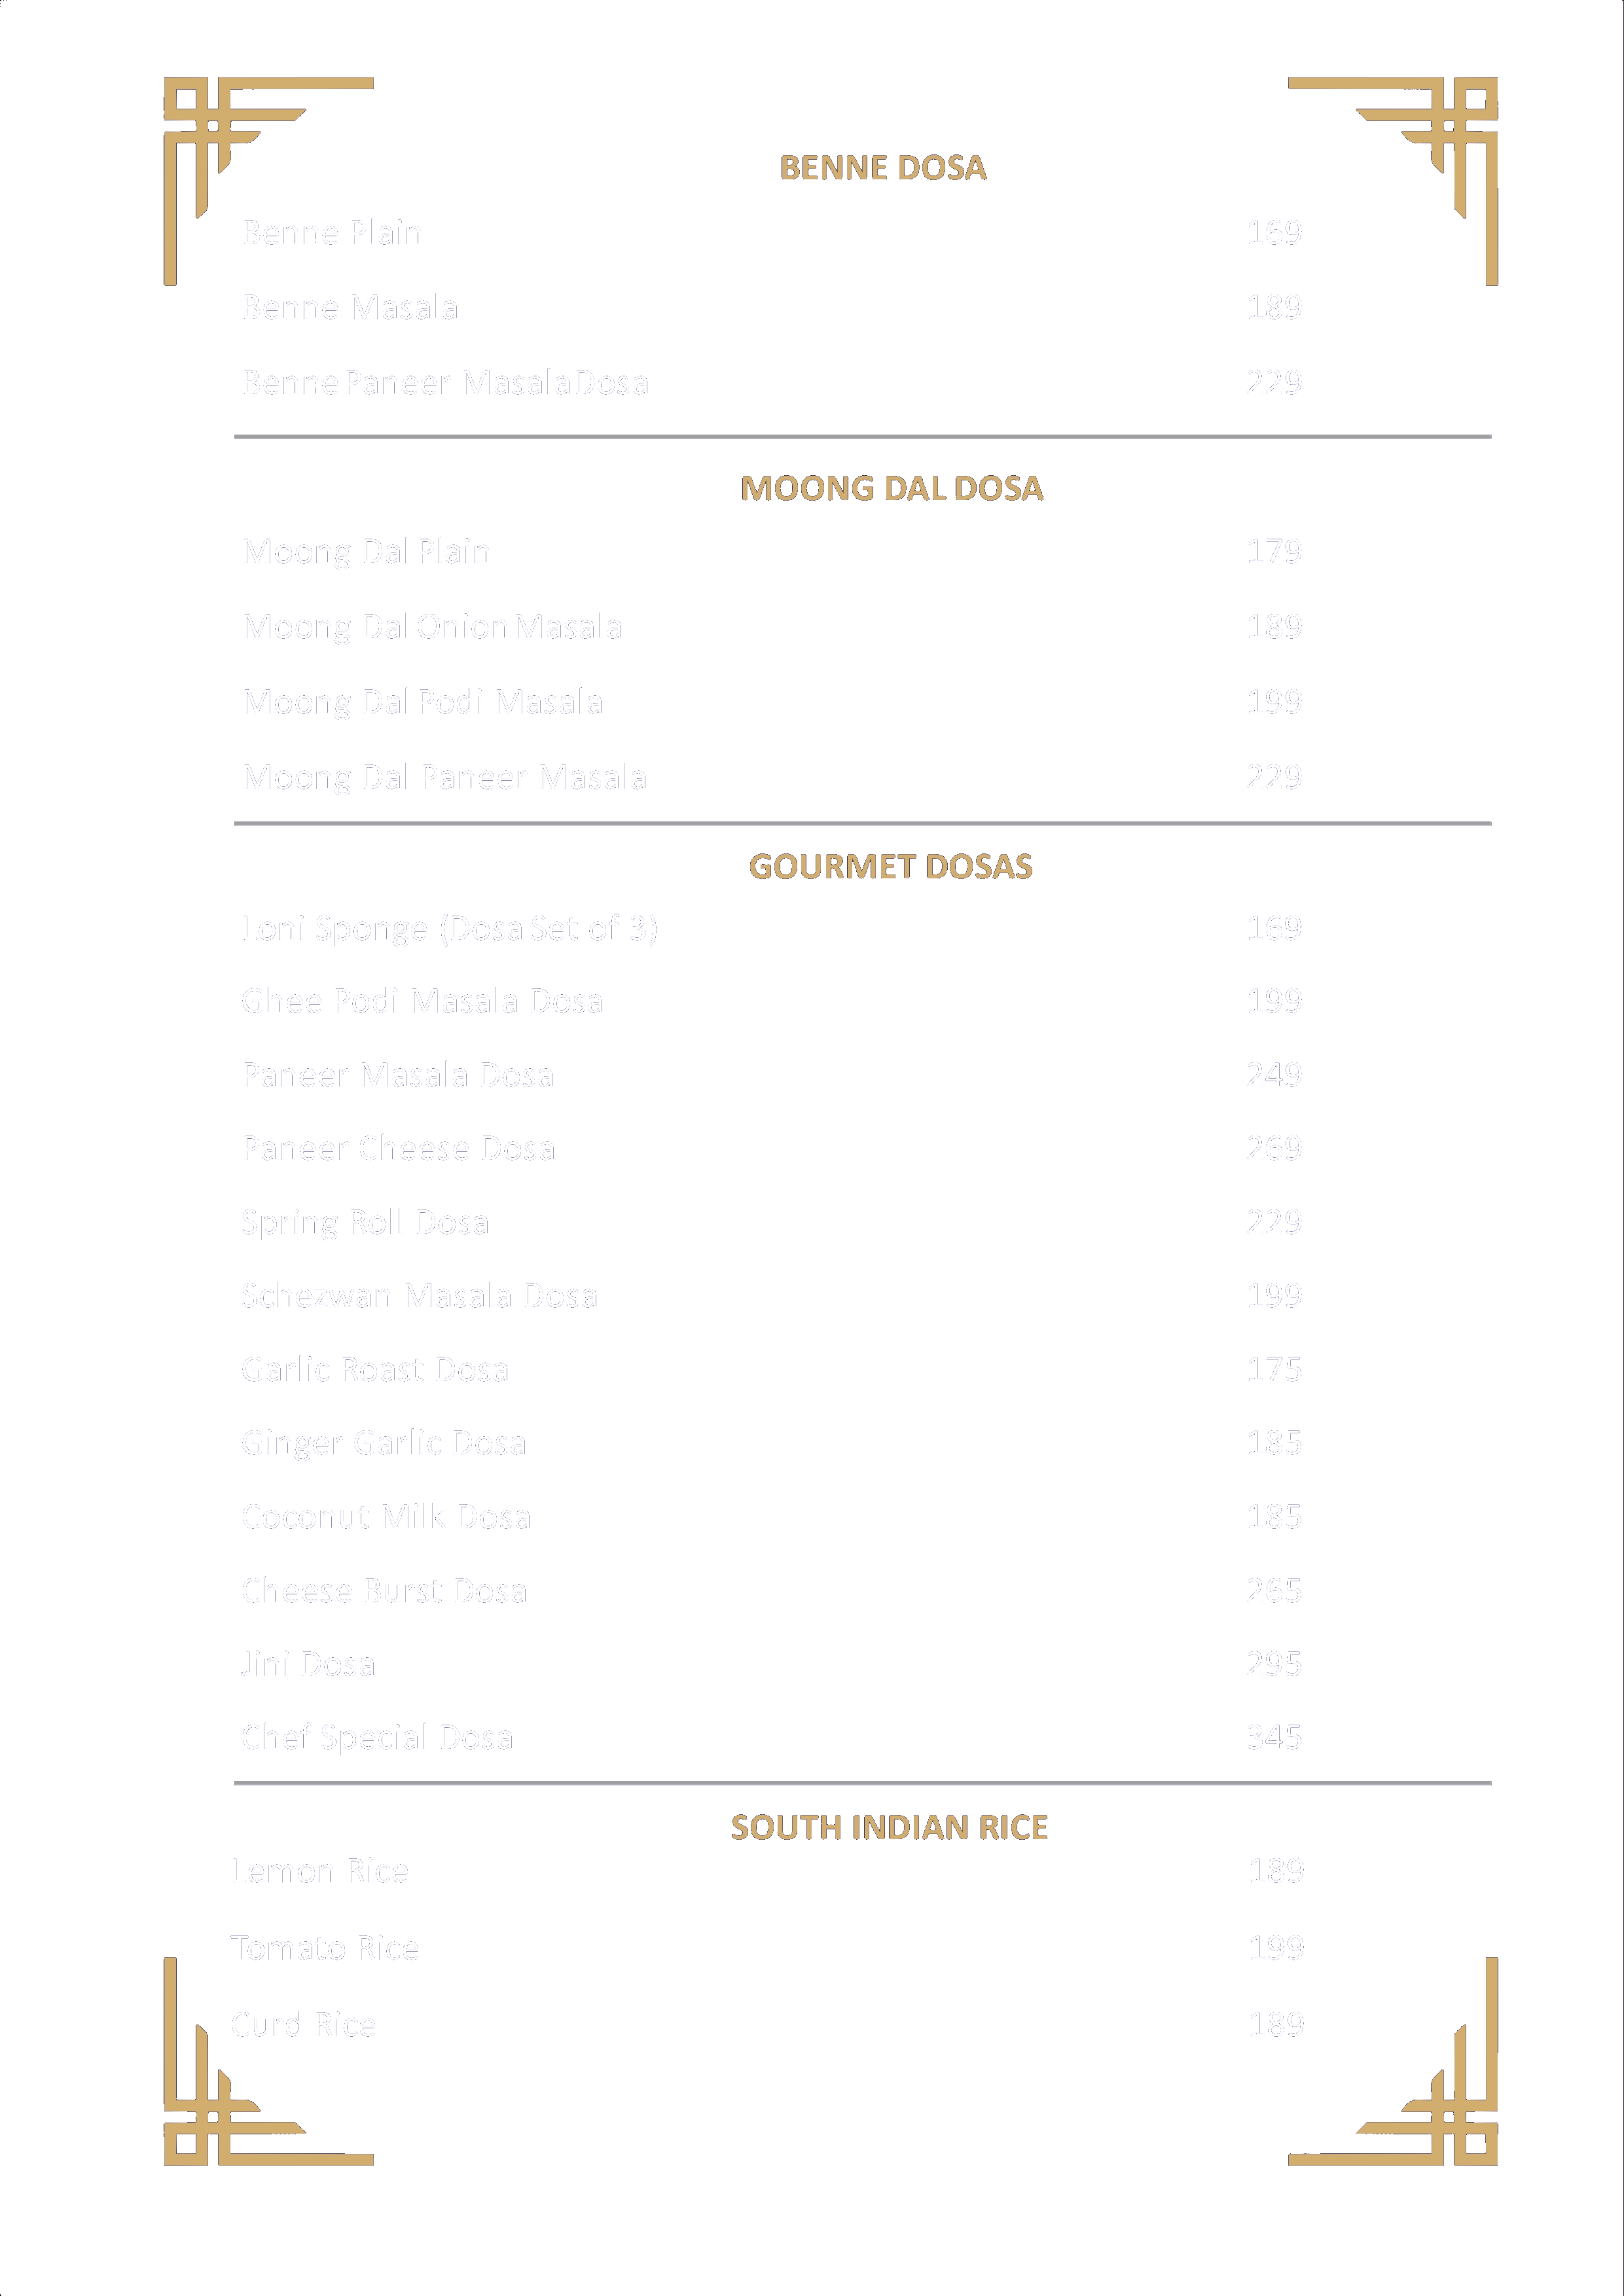 BENNE DOSA
Benne Plain 169
Benne Masala 189
Benne Paneer Masala Dosa 229
MOONG DAL DOSA
Moong Dal Plain 179
Moong Dal Onion Masala 189
Moong Dal Podi Masala 199
Moong Dal Paneer Masala 229
GOURMET DOSAS
Loni Sponge (Dosa Set of 3) 169
Ghee Podi Masala Dosa 199
Paneer Masala Dosa 249
Paneer Cheese Dosa 269
Spring Roll Dosa 229
Schezwan Masala Dosa 199
Garlic Roast Dosa 175
Ginger Garlic Dosa 185
Coconut Milk Dosa 185
Cheese Burst Dosa 265
Jini Dosa 295
Chef Special Dosa 345
SOUTH INDIAN RICE
Lemon Rice 189
Tomato Rice 199
Curd Rice 189